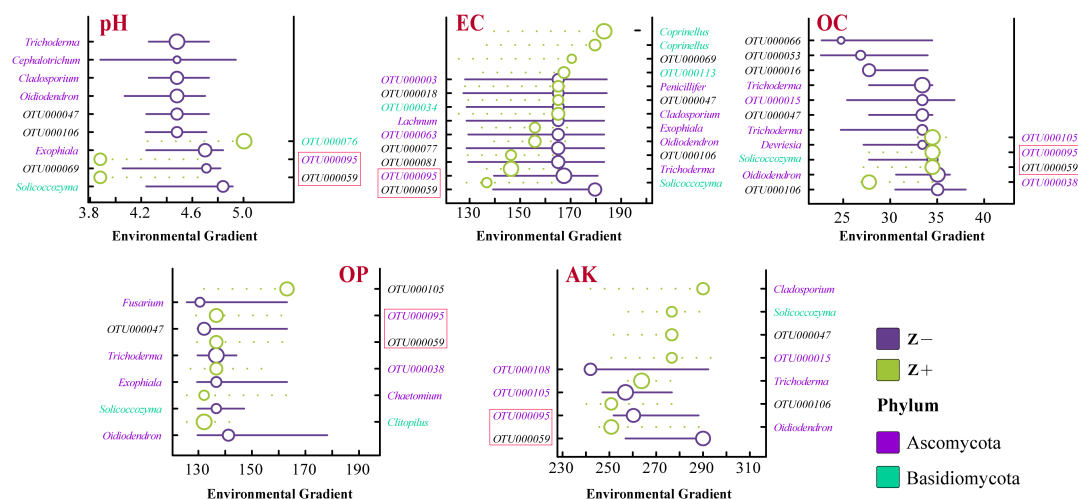 pH
Trichoderma
Cephalotrichum
Cladosporium
Oidiodendron
OTU000047
OTU000106
Exophiala
OTU000069
Solicoccozyma
OTU000076
OTU000095
OTU000059
3.8 4.2 4.6 5.0
Environmental Gradient
EC
OTU000003
OTU000018
OTU000034
Lachnum
OTU000063
OTU000077
OTU000081
OTU000095
OTU000059
Coprinellus
Coprinellus
OTU000069
OTU000113
Penicillifer
OTU000047
Cladosporium
Exophiala
Oidiodendron
OTU000106
Trichoderma
Solicoccozyma
130 150 170 190
Environmental Gradient
OC
OTU000066
OTU000053
OTU000016
Trichoderma
OTU000015
OTU000047
Trichoderma
Devriesia
Solicoccozyma
Oidiodendron
OTU000106
OTU000105
OTU000095
OTU000059
OTU000038
25 30 35 40
Environmental Gradient
OP
Fusarium
OTU000047
Trichoderma
Exophiala
Solicoccozyma
Oidiodendron
OTU000105
OTU000095
OTU000059
OTU000038
Chaetomium
Clitopilus
130 150 170 190
Environmental Gradient
AK
OTU000108
OTU000105
OTU000095
OTU000059
Cladosporium
Solicoccozyma
OTU000047
OTU000015
Trichoderma
OTU000106
Oidiodendron
230 250 270 290 310
Environmental Gradient
z−
z+
Phylum
Ascomycota
Basidiomycota